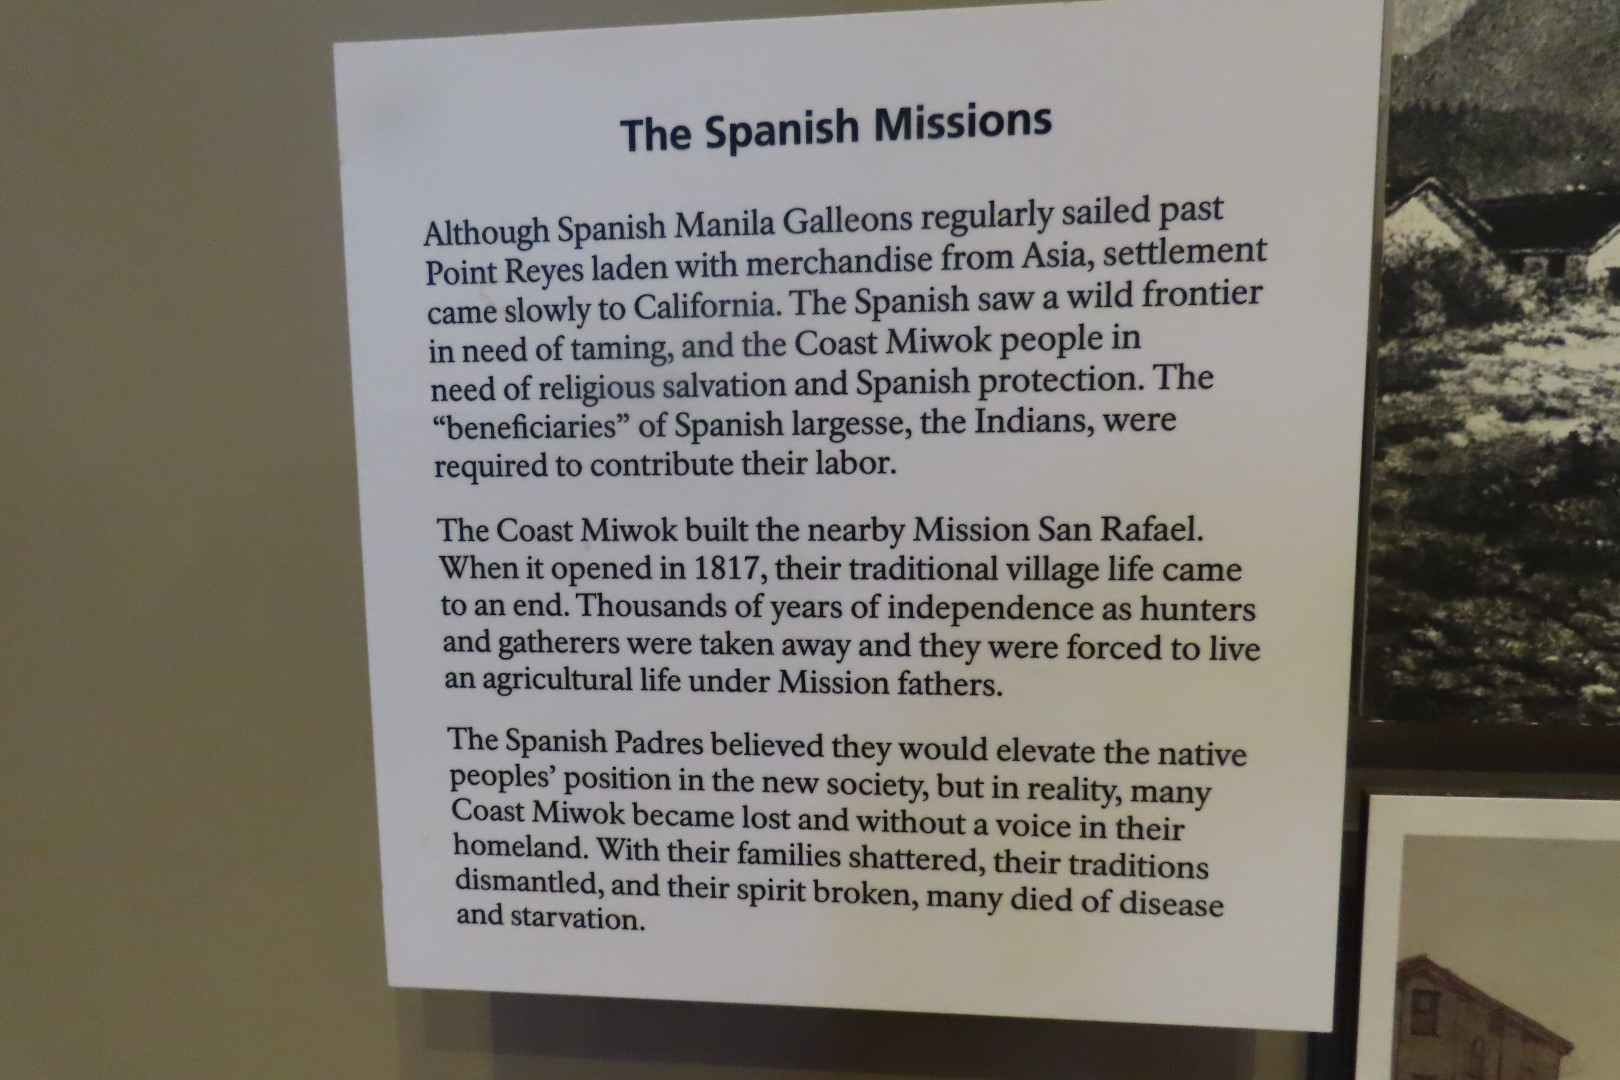 The Spanish Missions
Although Spanish Manila Galleons regularly sailed past
Point Reyes laden with merchandise from Asia, settlement
came slowly to California. The Spanish saw a wild frontier
in need of taming, and the Coast Miwok people in
need of religious salvation and Spanish protection. The
“beneficiaries” of Spanish largesse, the Indians, were
required to contribute their labor.
The Coast Miwok built the nearby Mission San Rafael.
When it opened in 1817, their traditional village life came
to an end. Thousands of years of independence as hunters
and gatherers were taken away and they were forced to live
an agricultural life under Mission fathers.
The Spanish Padres believed they would elevate the native
peoples’ position in the new society, but in reality, many
Coast Miwok became lost and without a voice in their
homeland. With their families shattered, their traditions
dismantled, and their spirit broken, many died of disease
and starvation.